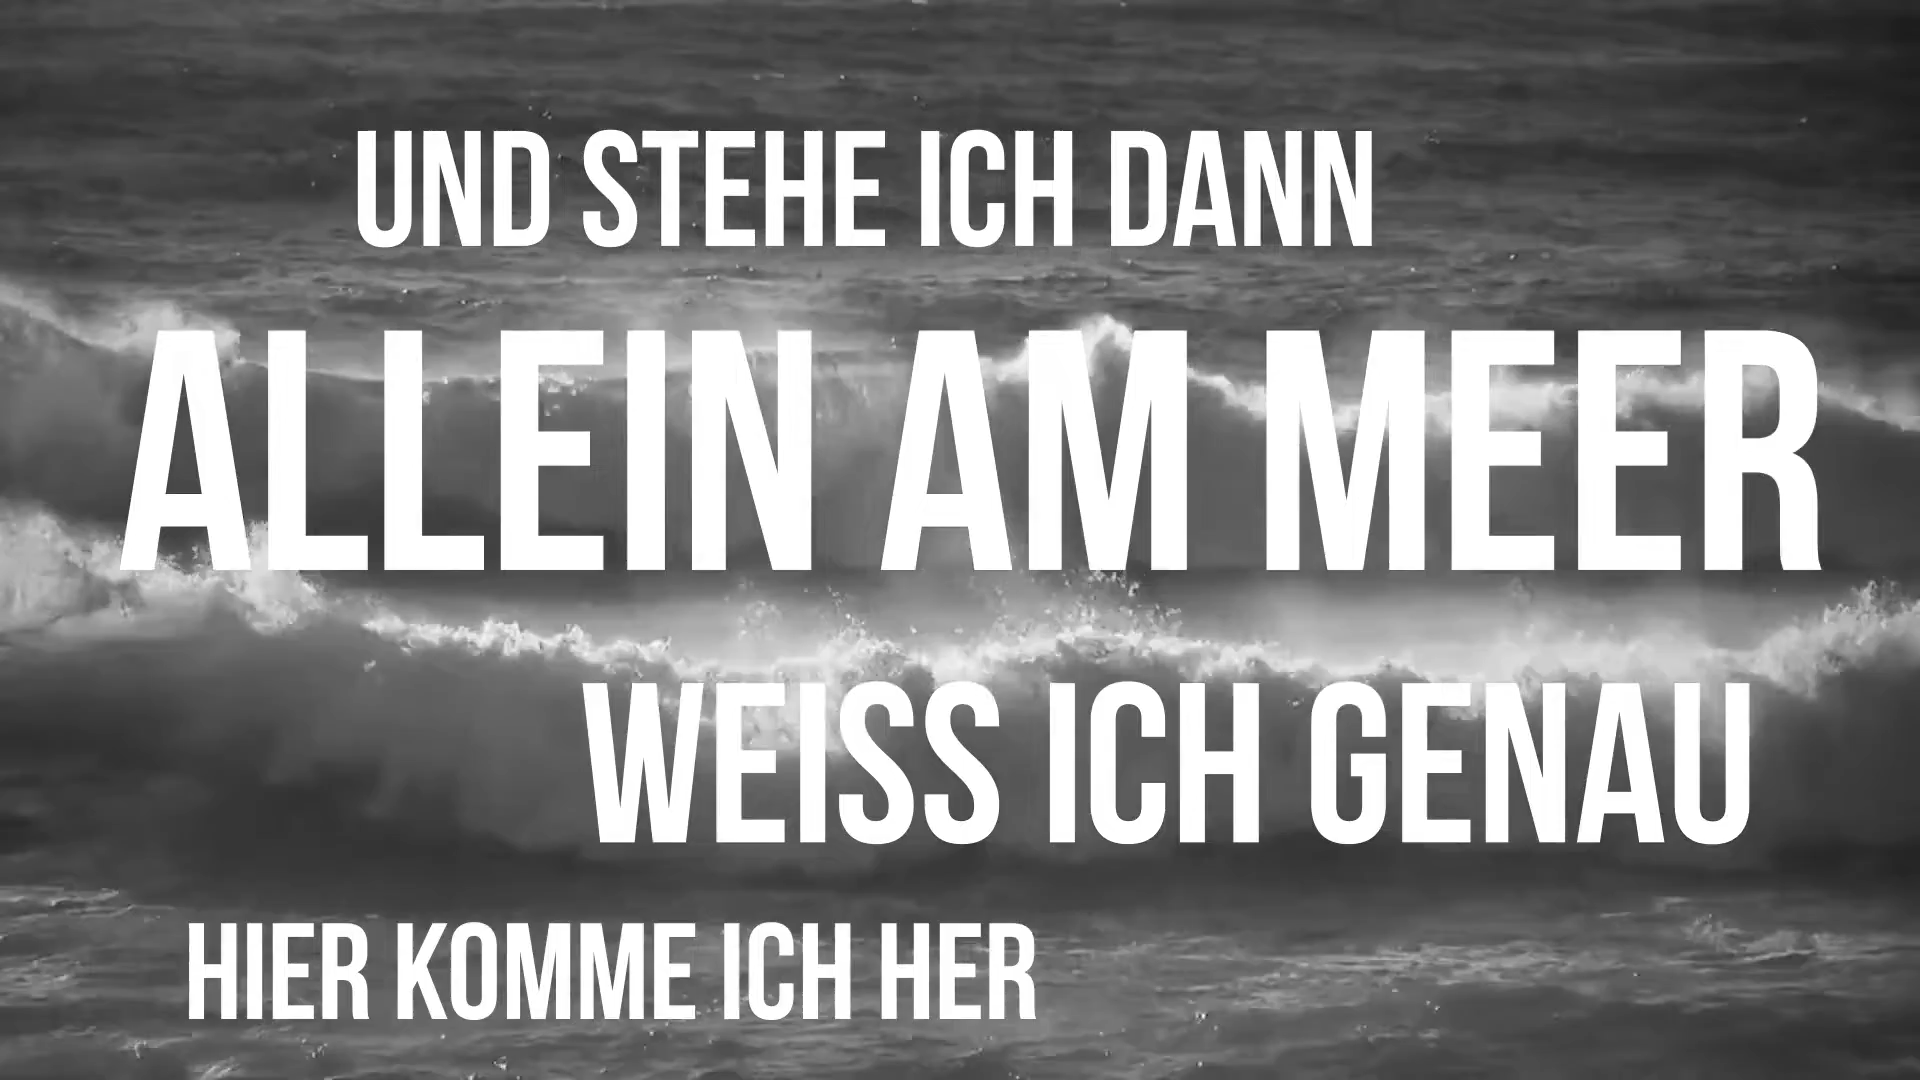 UND STEHE ICH DANN
ALLEIN AM MEER
WEISS ICH GENAU
HIER KOMME ICH HER